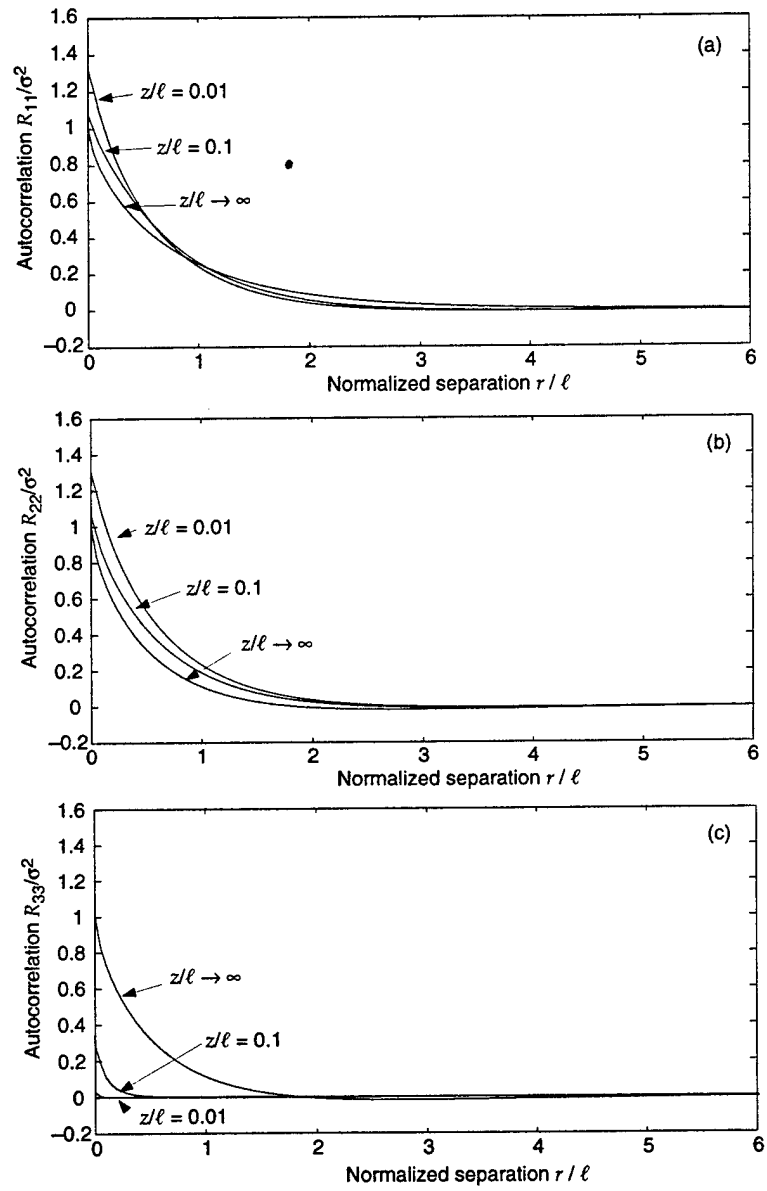 (a)
Autocorrelation R11/σ²
1.6
1.4
1.2
1
0.8
0.6
0.4
0.2
0
−0.2
z/ℓ = 0.01
z/ℓ = 0.1
z/ℓ → ∞
0 1 2 3 4 5 6
Normalized separation r / ℓ
(b)
Autocorrelation R22/σ²
1.6
1.4
1.2
1
0.8
0.6
0.4
0.2
0
−0.2
z/ℓ = 0.01
z/ℓ = 0.1
z/ℓ → ∞
0 1 2 3 4 5 6
Normalized separation r / ℓ
(c)
Autocorrelation R33/σ²
1.6
1.4
1.2
1
0.8
0.6
0.4
0.2
0
−0.2
z/ℓ → ∞
z/ℓ = 0.1
z/ℓ = 0.01
0 1 2 3 4 5 6
Normalized separation r / ℓ